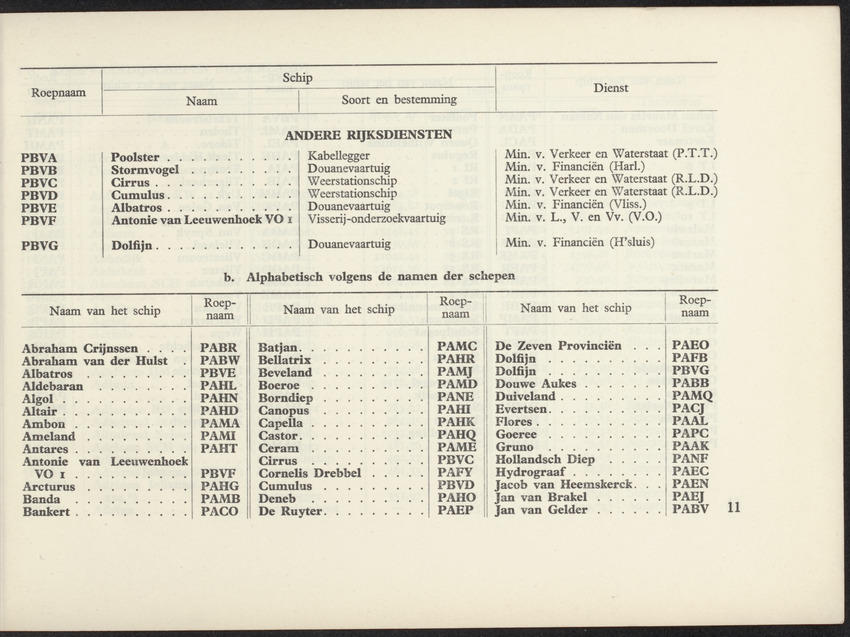 Roepnaam
Schip
Dienst
Naam
Soort en bestemming
ANDERE RIJKSDIENSTEN
PBVA Poolster . . . . . . . . . . . Kabellegger Min. v. Verkeer en Waterstaat (P.T.T.)
PBVB Stormvogel . . . . . . . . . . Douanevaartuig Min. v. Financiën (Harl.)
PBVC Cirrus . . . . . . . . . . . . Weerstationschip Min. v. Verkeer en Waterstaat (R.L.D.)
PBVD Cumulus . . . . . . . . . . . Weerstationschip Min. v. Verkeer en Waterstaat (R.L.D.)
PBVE Albatros . . . . . . . . . . . Douanevaartuig Min. v. Financiën (Vliss.)
PBVF Antonie van Leeuwenhoek VO 1 Visserij-onderzoekvaartuig Min. v. L., V. en Vv. (V.O.)
PBVG Dolfijn . . . . . . . . . . . . Douanevaartuig Min. v. Financiën (H'sluis)
b. Alphabetisch volgens de namen der schepen
Naam van het schip
Roep-
naam
Naam van het schip
Roep-
naam
Naam van het schip
Roep-
naam
Abraham Crijnssen . . . . PABR
Abraham van der Hulst . PABW
Albatros . . . . . . . . . PBVE
Aldebaran . . . . . . . . PAHL
Algol . . . . . . . . . . . PAHN
Altair . . . . . . . . . . . PAHD
Ambon . . . . . . . . . . PAMA
Ameland . . . . . . . . . PAMI
Antares . . . . . . . . . . PAHT
Antonie van Leeuwenhoek
VO 1 . . . . . . . . . . PBVF
Arcturus . . . . . . . . . PAHG
Banda . . . . . . . . . . PAMB
Bankert . . . . . . . . . . PACO
Batjan . . . . . . . . . . . PAMC
Bellatrix . . . . . . . . . PAHR
Beveland . . . . . . . . . PAMJ
Boeroe . . . . . . . . . . PAMD
Borndiep . . . . . . . . . PANE
Canopus . . . . . . . . . PAHI
Capella . . . . . . . . . . PAHK
Castor . . . . . . . . . . . PAHQ
Ceram . . . . . . . . . . PAME
Cirrus . . . . . . . . . . PBVC
Cornelis Drebbel . . . . . PAFY
Cumulus . . . . . . . . . PBVD
Deneb . . . . . . . . . . PAHO
De Ruyter . . . . . . . . . PAEP
De Zeven Provinciën . . . PAEO
Dolfijn . . . . . . . . . . PAFB
Dolfijn . . . . . . . . . . PBVG
Douwe Aukes . . . . . . . PABB
Duiveland . . . . . . . . . PAMQ
Evertsen . . . . . . . . . . PACJ
Flores . . . . . . . . . . . PAAL
Goeree . . . . . . . . . . PAPC
Gruno . . . . . . . . . . PAAK
Hollandsch Diep . . . . . PANF
Hydrograaf . . . . . . . . PAEC
Jacob van Heemskerck . . . PAEN
Jan van Brakel . . . . . . PAEJ
Jan van Gelder . . . . . . PABV
11